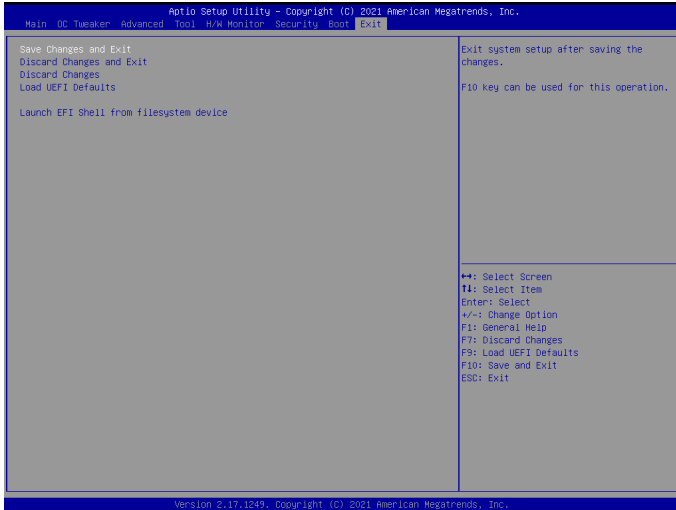 Aptio Setup Utility – Copyright (C) 2021 American Megatrends, Inc.
Main OC Tweaker Advanced Tool H/W Monitor Security Boot Exit
Save Changes and Exit
Discard Changes and Exit
Discard Changes
Load UEFI Defaults
Launch EFI Shell from filesystem device
Exit system setup after saving the
changes.
F10 key can be used for this operation.
↔: Select Screen
↑↓: Select Item
Enter: Select
+/-: Change Option
F1: General Help
F7: Discard Changes
F9: Load UEFI Defaults
F10: Save and Exit
ESC: Exit
Version 2.17.1249. Copyright (C) 2021 American Megatrends, Inc.